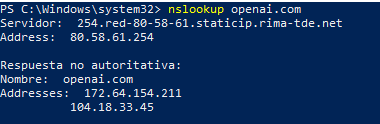 PS C:\Windows\system32> nslookup openai.com
Servidor:  254.red-80-58-61.staticip.rima-tde.net
Address:  80.58.61.254
Respuesta no autoritativa:
Nombre:  openai.com
Addresses:  172.64.154.211
104.18.33.45